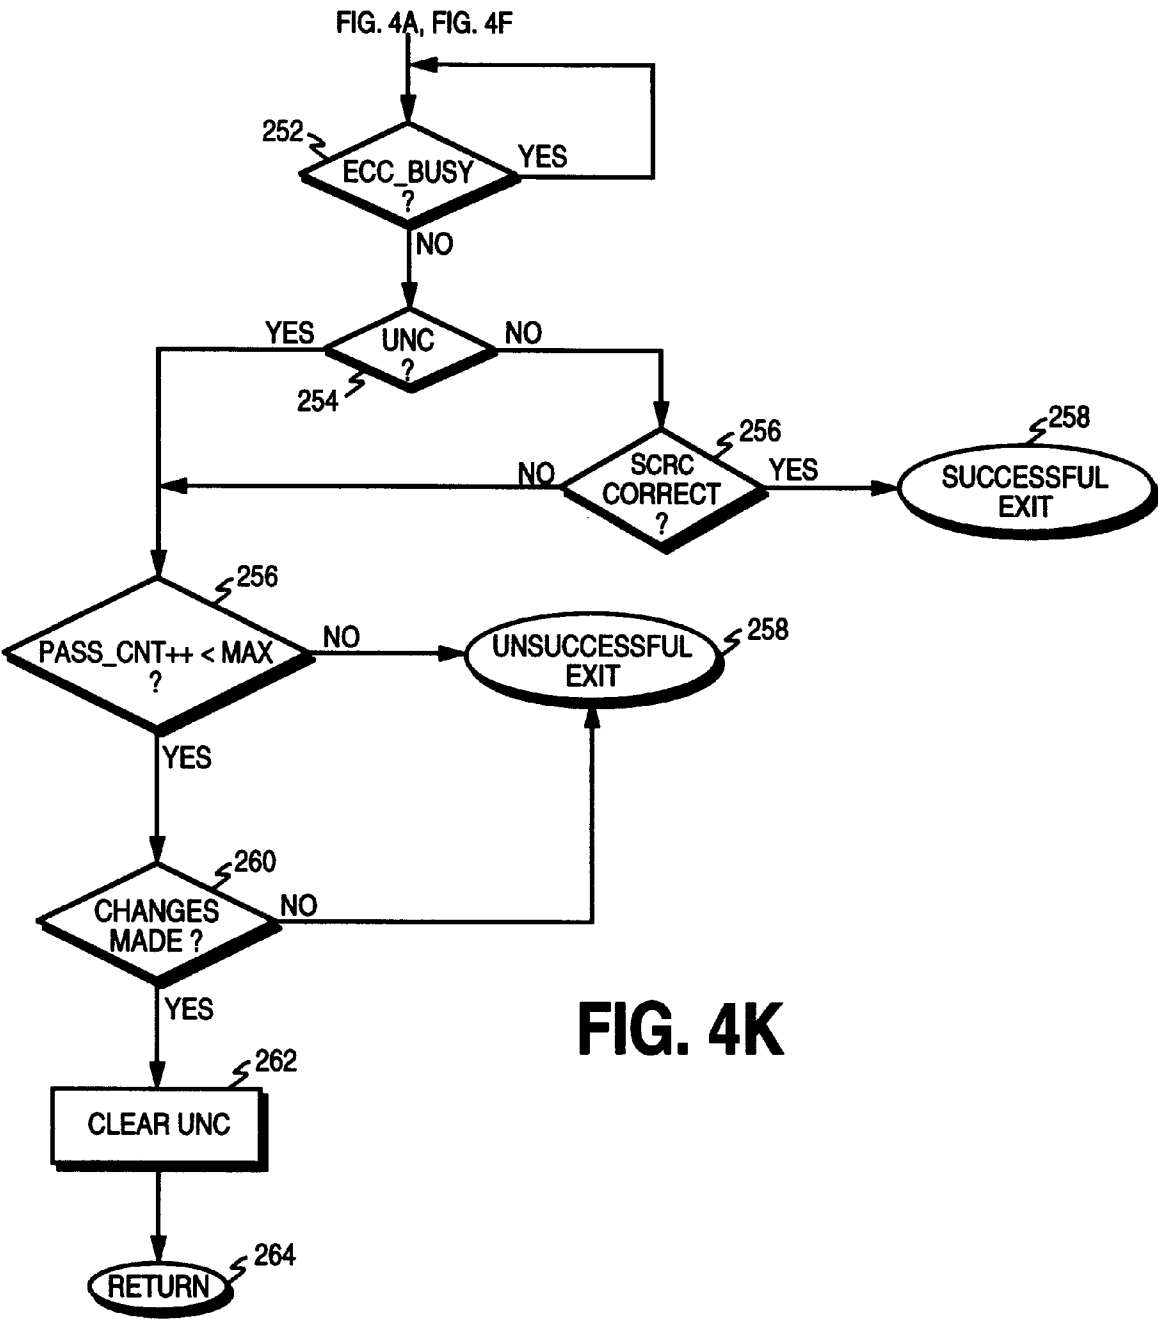 FIG. 4A, FIG. 4F
252
ECC_BUSY
?
YES
NO
YES
UNC
?
NO
254
256
SCRC
CORRECT
?
NO
YES
258
SUCCESSFUL
EXIT
256
PASS_CNT++ < MAX
?
NO
UNSUCCESSFUL
EXIT
258
YES
260
CHANGES
MADE ?
NO
YES
FIG. 4K
262
CLEAR UNC
264
RETURN